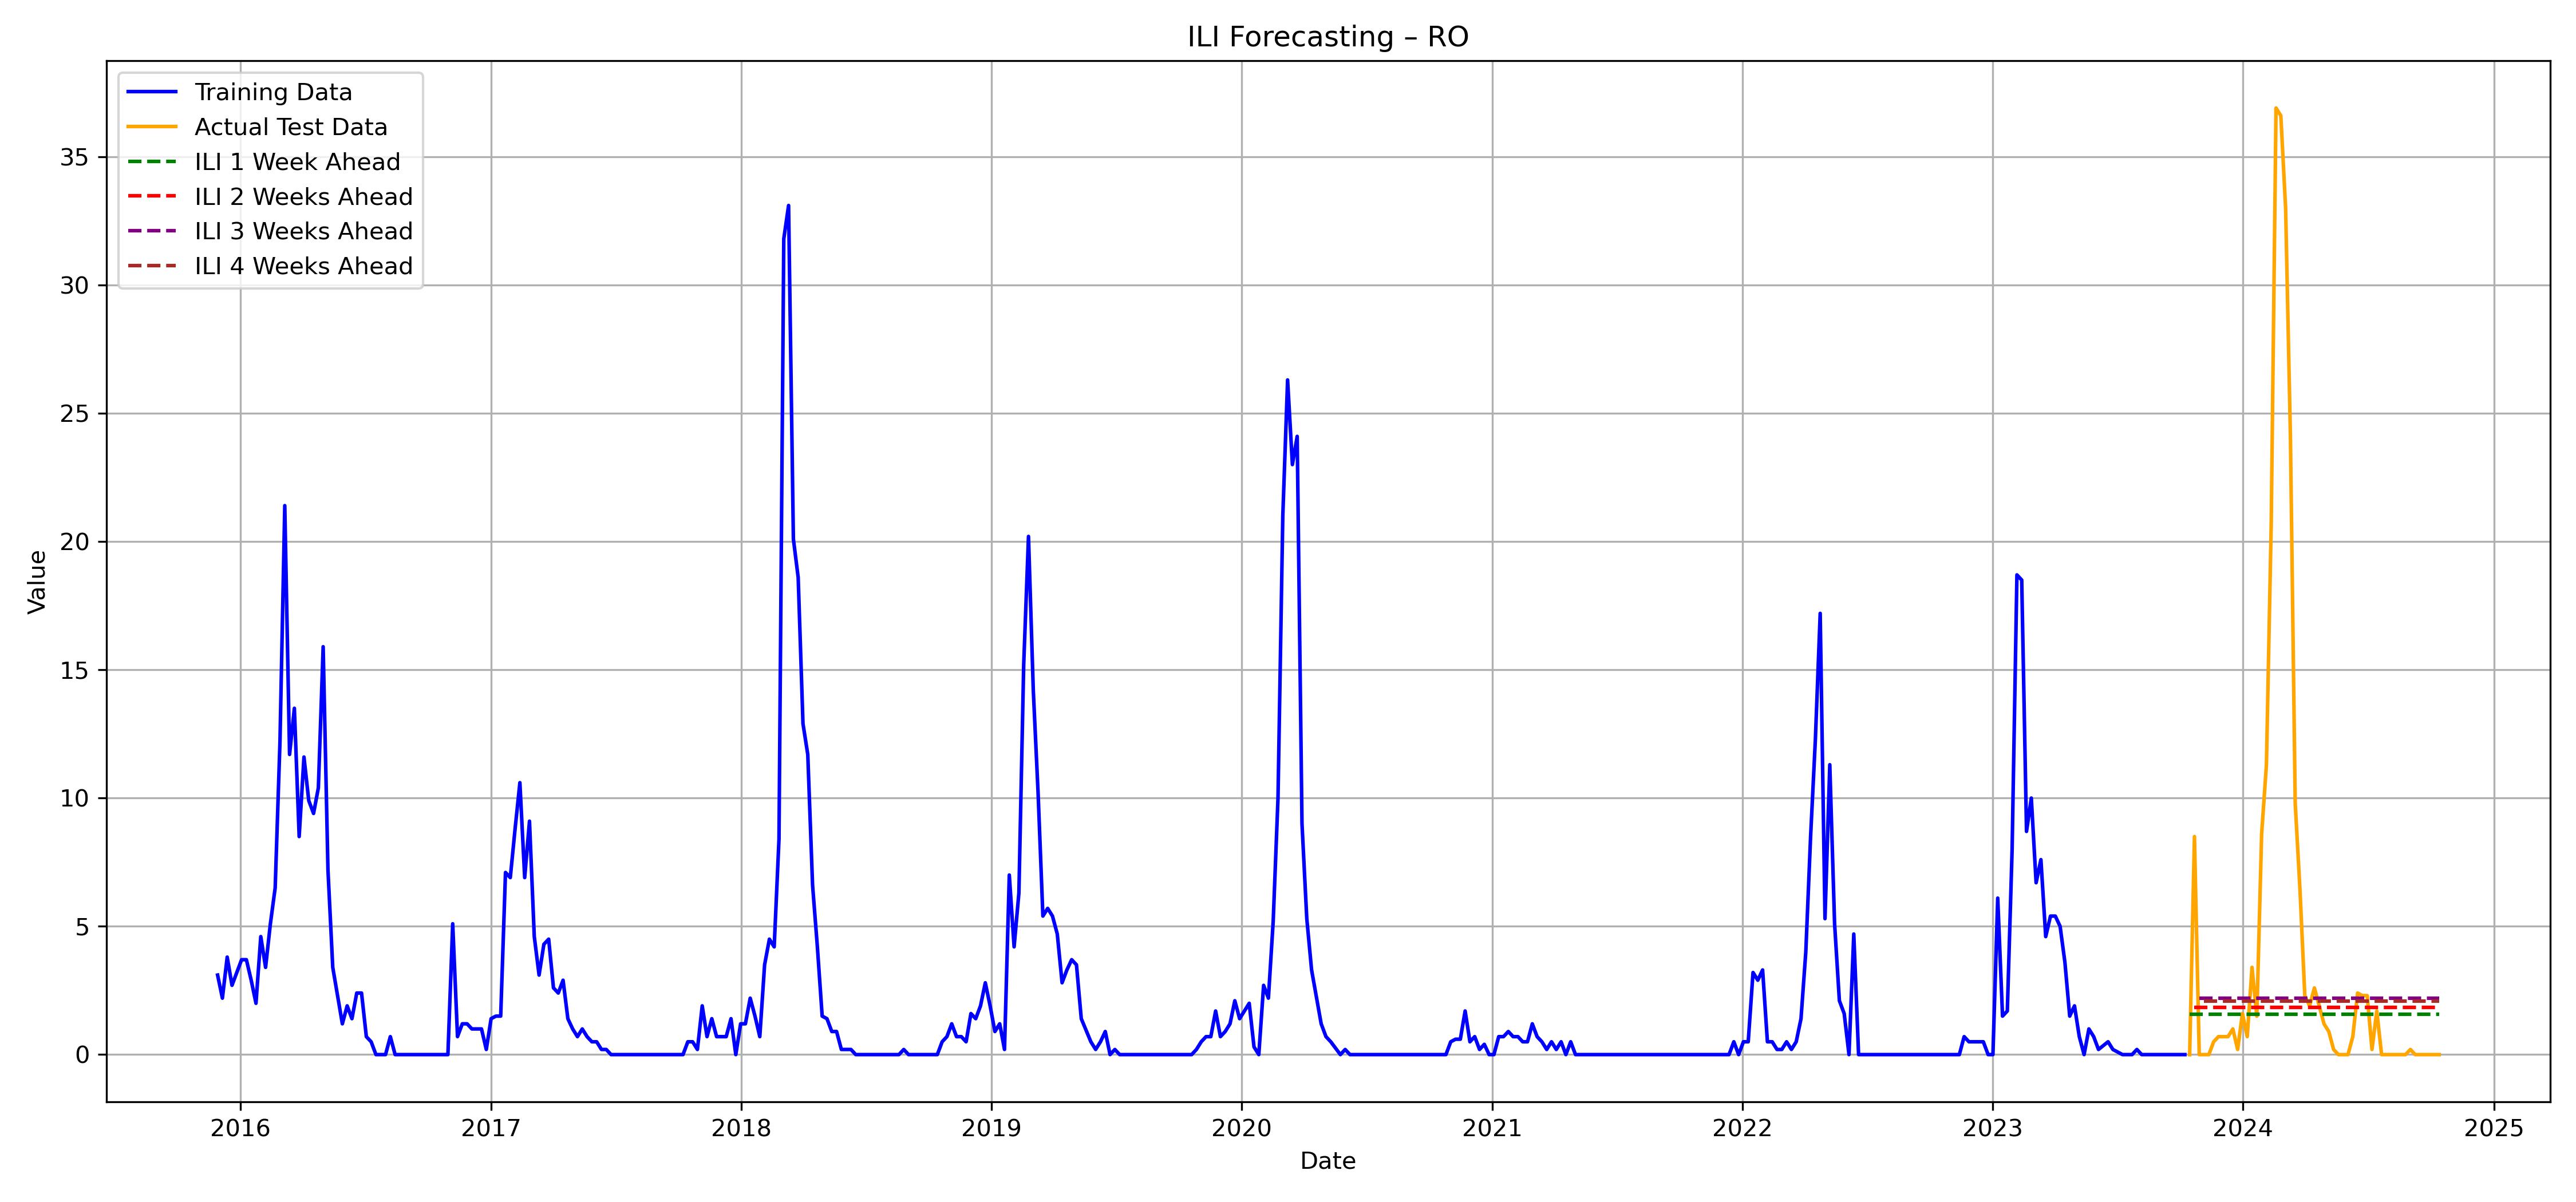 ILI Forecasting – RO
Training Data
Actual Test Data
ILI 1 Week Ahead
ILI 2 Weeks Ahead
ILI 3 Weeks Ahead
ILI 4 Weeks Ahead
35
30
25
20
15
10
5
0
Value
2016 2017 2018 2019 2020 2021 2022 2023 2024 2025
Date